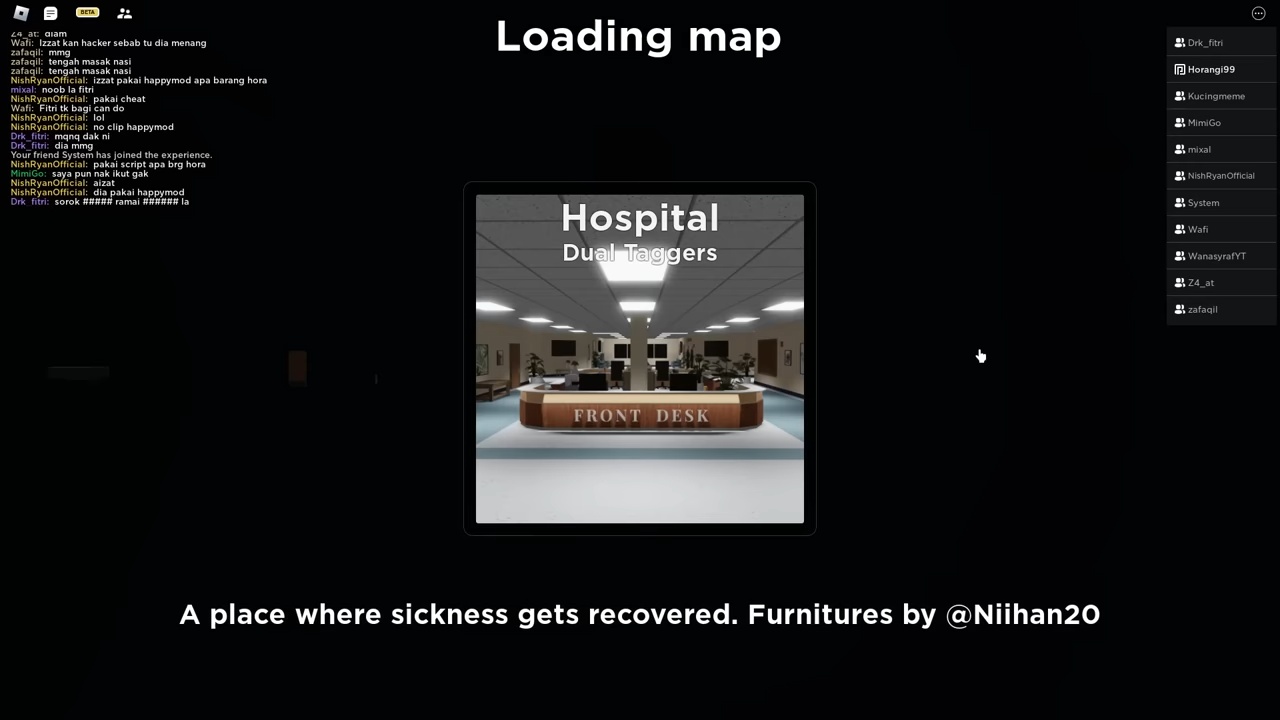 BETA
Loading map
Z4_at: diam
Wafi: Izzat kan hacker sebab tu dia menang
zafaqil: mmg
zafaqil: tengah masak nasi
zafaqil: tengah masak nasi
NishRyanOfficial: izzat pakai happymod apa barang hora
mixal: noob la fitri
NishRyanOfficial: pakai cheat
Wafi: Fitri tk bagi can do
NishRyanOfficial: lol
NishRyanOfficial: no clip happymod
Drk_fitri: mqnq dak ni
Drk_fitri: dia mmg
Your friend System has joined the experience.
NishRyanOfficial: pakai script apa brg hora
MimiGo: saya pun nak ikut gak
NishRyanOfficial: aizat
NishRyanOfficial: dia pakai happymod
Drk_fitri: sorok ##### ramai ###### la
Drk_fitri
Horangi99
Kucingmeme
MimiGo
mixal
NishRyanOfficial
System
Wafi
WanasyrafYT
Z4_at
zafaqil
Hospital
Dual Taggers
FRONT DESK
A place where sickness gets recovered. Furnitures by @Niihan20